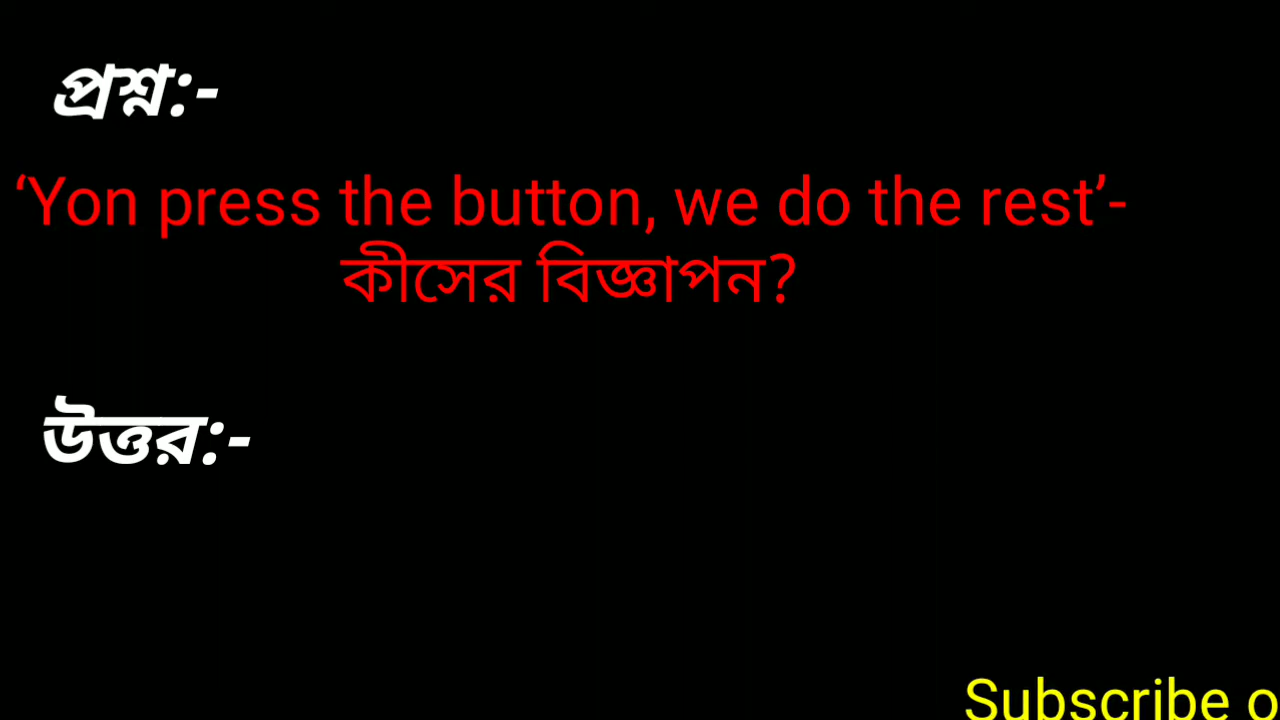 প্রশ্ন:-
‘Yon press the button, we do the rest’-
কীসের বিজ্ঞাপন?
উত্তর:-
Subscribe o